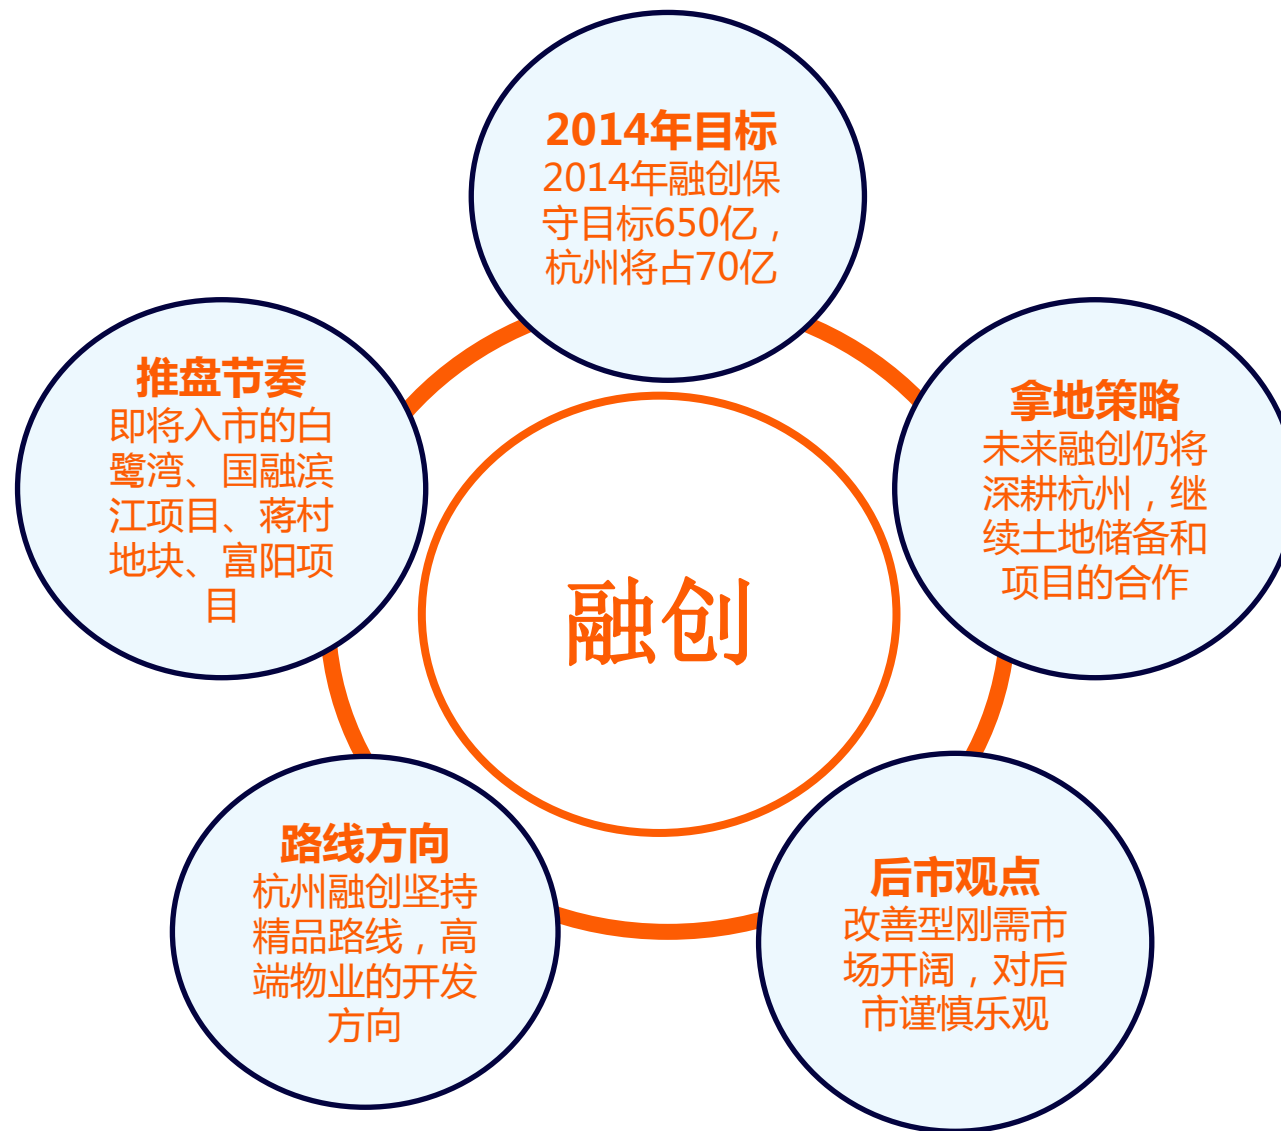 2014年目标
2014年融创保
守目标650亿，
杭州将占70亿
推盘节奏
即将入市的白
鹭湾、国融滨
江项目、蒋村
地块、富阳项
目
拿地策略
未来融创仍将
深耕杭州，继
续土地储备和
项目的合作
融创
路线方向
杭州融创坚持
精品路线，高
端物业的开发
方向
后市观点
改善型刚需市
场开阔，对后
市谨慎乐观